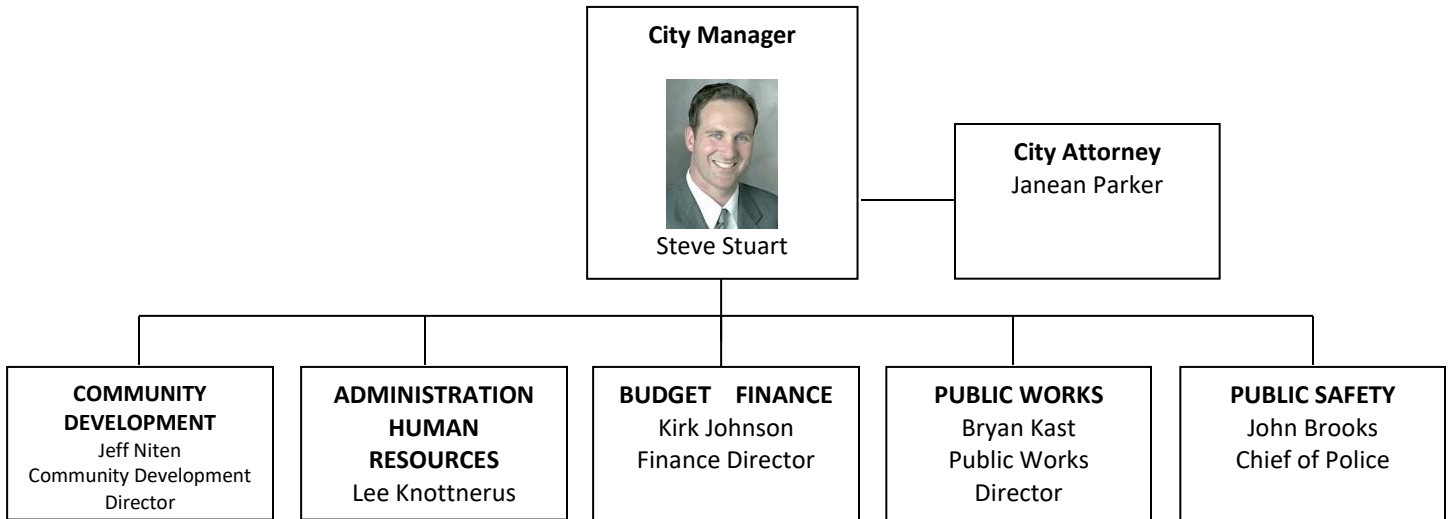 City Manager
Steve Stuart
City Attorney
Janean Parker
COMMUNITY
DEVELOPMENT
Jeff Niten
Community Development
Director
ADMINISTRATION
HUMAN
RESOURCES
Lee Knottnerus
BUDGET FINANCE
Kirk Johnson
Finance Director
PUBLIC WORKS
Bryan Kast
Public Works
Director
PUBLIC SAFETY
John Brooks
Chief of Police